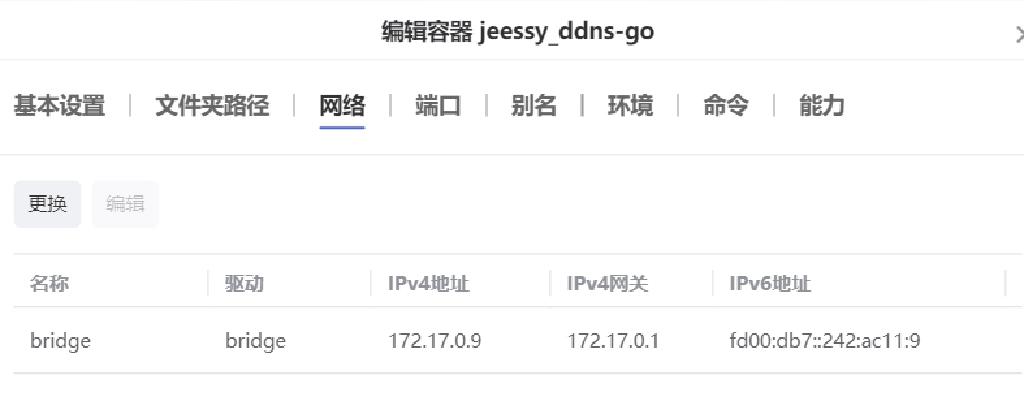 编辑容器 jeessy_ddns-go
基本设置 文件夹路径 网络 端口 别名 环境 命令 能力
更换 编辑
名称 驱动 IPv4地址 IPv4网关 IPv6地址
bridge bridge 172.17.0.9 172.17.0.1 fd00:db7::242:ac11:9